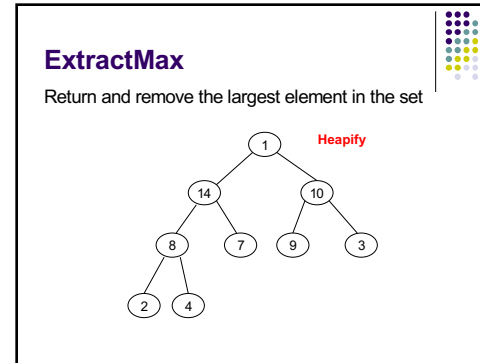 ExtractMax
Return and remove the largest element in the set
Heapify
1
14 10
8 7 9 3
2 4